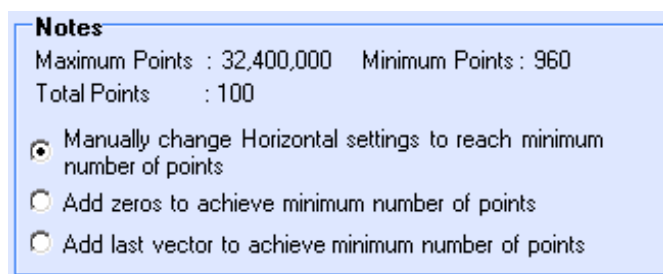 Notes
Maximum Points : 32,400,000 Minimum Points : 960
Total Points : 100
Manually change Horizontal settings to reach minimum
number of points
Add zeros to achieve minimum number of points
Add last vector to achieve minimum number of points